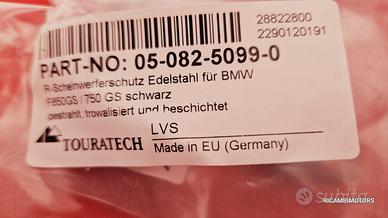 28822800
2290120191
PART-NO: 05-082-5099-0
R-Scheinwerferschutz Edelstahl für BMW
F850GS / 750 GS schwarz
gestrahlt, trowalisiert und beschichtet
LVS
TOURATECH
Made in EU (Germany)
subito
RICAMBIMOTORS